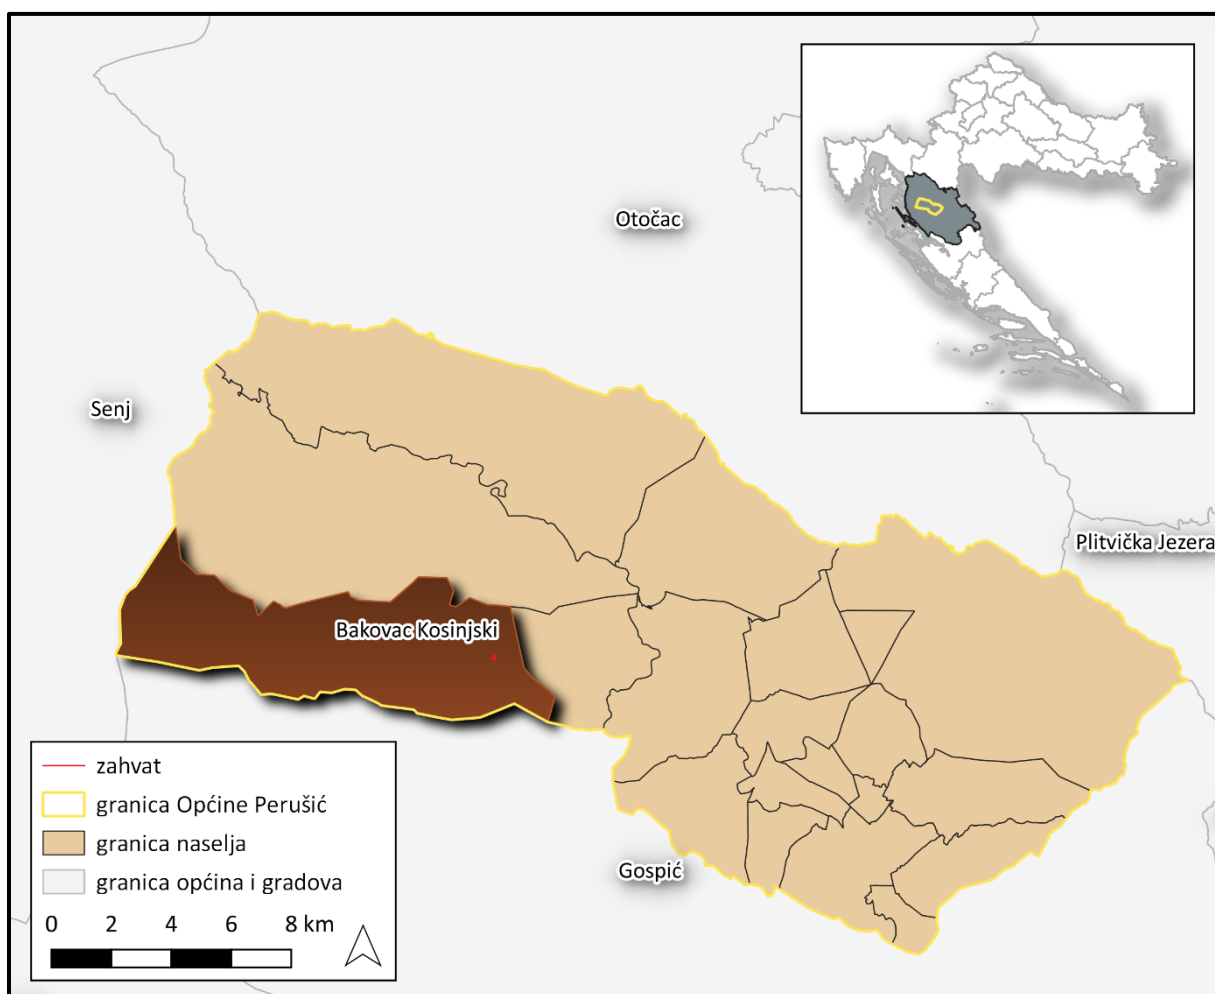 Otočac
Senj
Plitvička Jezera
Bakovac Kosinjski
Gospić
zahvat
granica Općine Perušić
granica naselja
granica općina i gradova
0 2 4 6 8 km